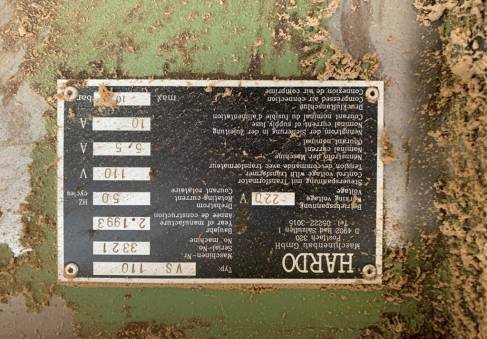 HARDO
Maschinenbau GmbH
Postfach 320
D 4902 Bad Salzuflen 1
Tel.: 05222-3015
Typ. VS 110
Maschinen-Nr.
Serial-No.
No. machine
3321
Baujahr
Year of manufacture
Année de construction
2.1993
Betriebsspannung
Working voltage
Voltage
~220 V
Drehstrom
Rotating current
Courant rotatoire
50 HZ cycles
Steuerspannung mit Transformator
Control voltage with transformer
Tension de commande avec transformateur
110 V
Nennstrom der Maschine
Nominal current
Courant nominal
5,5 A
Nennstrom der Sicherung in der Zuleitung
Nominal current of supply fuse
Courant nominal du fusible d'alimentation
10 A
Druckluftanschluß
Compressed air connection
Connexion de air comprimé
max. 10 bar